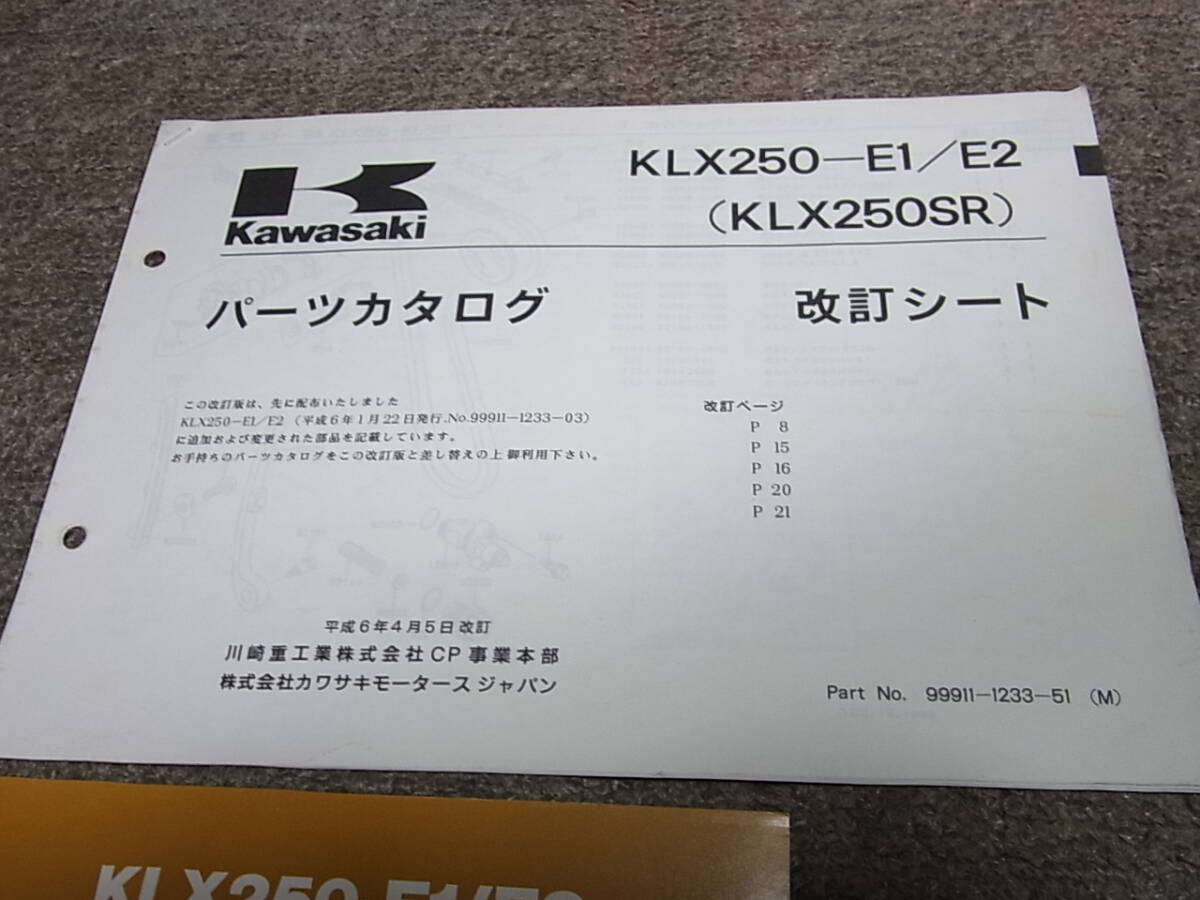 KLX250—E1/E2
(KLX250SR)
Kawasaki
パーツカタログ 改訂シート
この改訂版は、先に配布いたしました
KLX250—E1/E2 (平成6年1月22日発行.No.99911—1233—03)
に追加および変更された部品を記載しています。
お手持ちのパーツカタログをこの改訂版と差し替えの上御利用下さい。
改訂ページ
P 8
P 15
P 16
P 20
P 21
平成6年4月5日改訂
川崎重工業株式会社CP事業本部
株式会社カワサキモータースジャパン
Part No. 99911—1233—51 (M)
KLX250-E1/E2